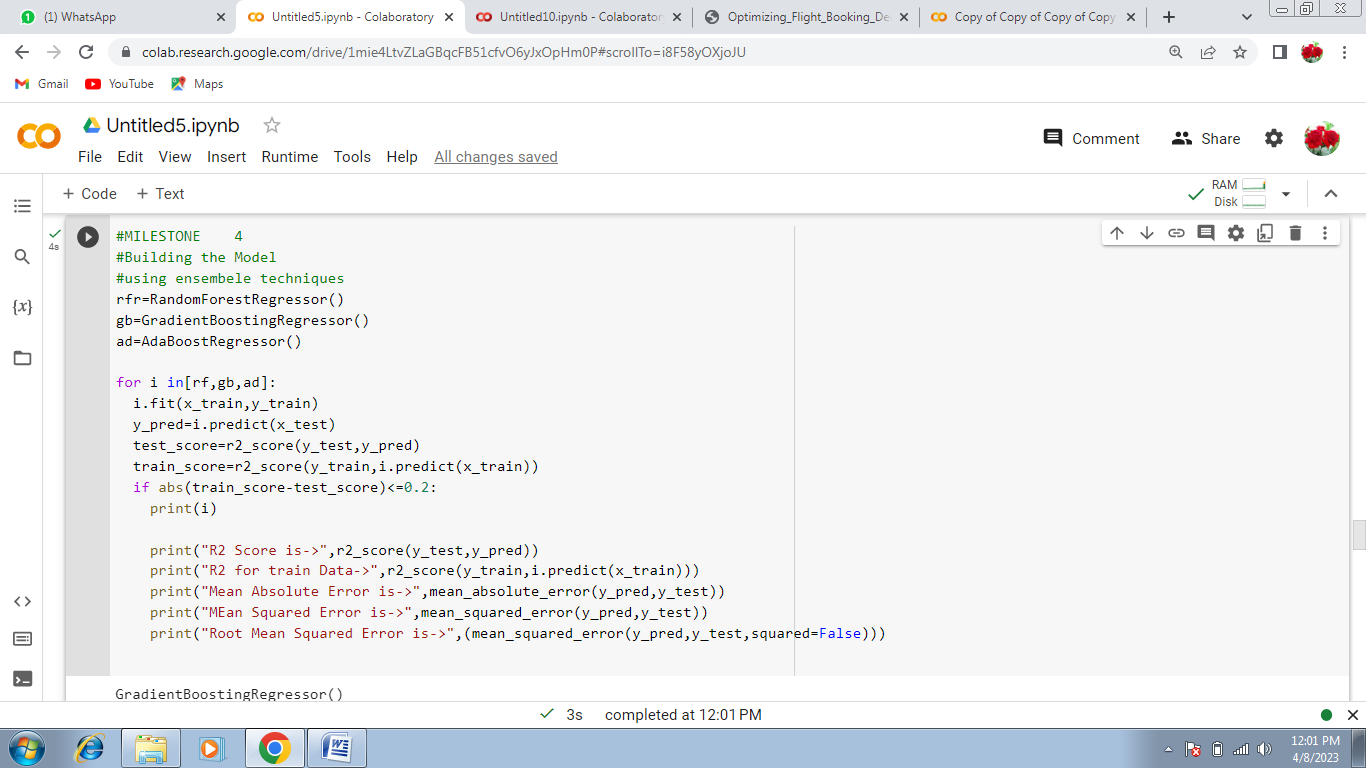 (1) WhatsApp
Untitled5.ipynb - Colaboratory
Untitled10.ipynb - Colaborator
Optimizing_Flight_Booking_De
Copy of Copy of Copy of Copy
colab.research.google.com/drive/1mie4LtvZLaGBqcFB51cfvO6yJxOpHm0P#scrollTo=i8F58yOXjoJU
Gmail
YouTube
Maps
Untitled5.ipynb
Comment
Share
File Edit View Insert Runtime Tools Help All changes saved
+ Code + Text
RAM
Disk
4s
#MILESTONE    4
#Building the Model
#using ensembele techniques
rfr=RandomForestRegressor()
gb=GradientBoostingRegressor()
ad=AdaBoostRegressor()
for i in[rf,gb,ad]:
  i.fit(x_train,y_train)
  y_pred=i.predict(x_test)
  test_score=r2_score(y_test,y_pred)
  train_score=r2_score(y_train,i.predict(x_train))
  if abs(train_score-test_score)<=0.2:
    print(i)
    print("R2 Score is->",r2_score(y_test,y_pred))
    print("R2 for train Data->",r2_score(y_train,i.predict(x_train)))
    print("Mean Absolute Error is->",mean_absolute_error(y_pred,y_test))
    print("MEan Squared Error is->",mean_squared_error(y_pred,y_test))
    print("Root Mean Squared Error is->",(mean_squared_error(y_pred,y_test,squared=False)))
GradientBoostingRegressor()
3s completed at 12:01 PM
12:01 PM
4/8/2023